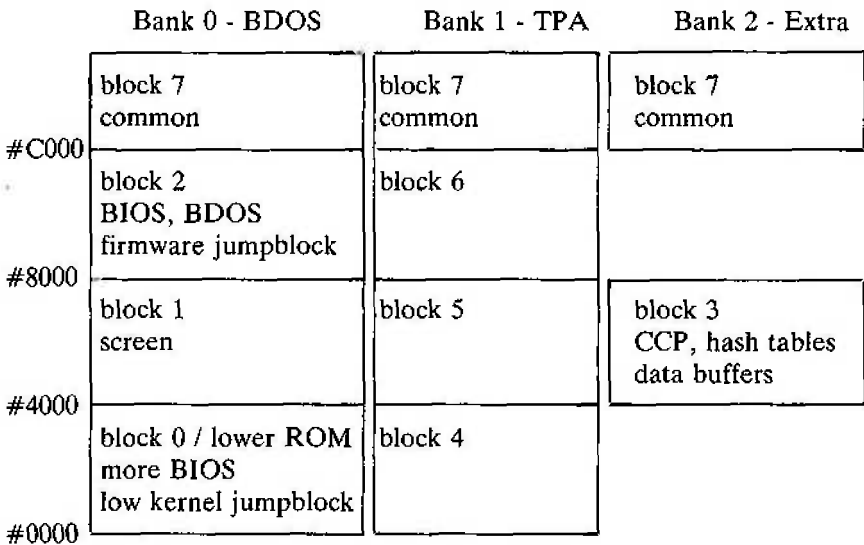 Bank 0 - BDOS Bank 1 - TPA Bank 2 - Extra
block 7 block 7 block 7
common common common
#C000
block 2 block 6
BIOS, BDOS
firmware jumpblock
#8000
block 1 block 5 block 3
screen CCP, hash tables
data buffers
#4000
block 0 / lower ROM block 4
more BIOS
low kernel jumpblock
#0000